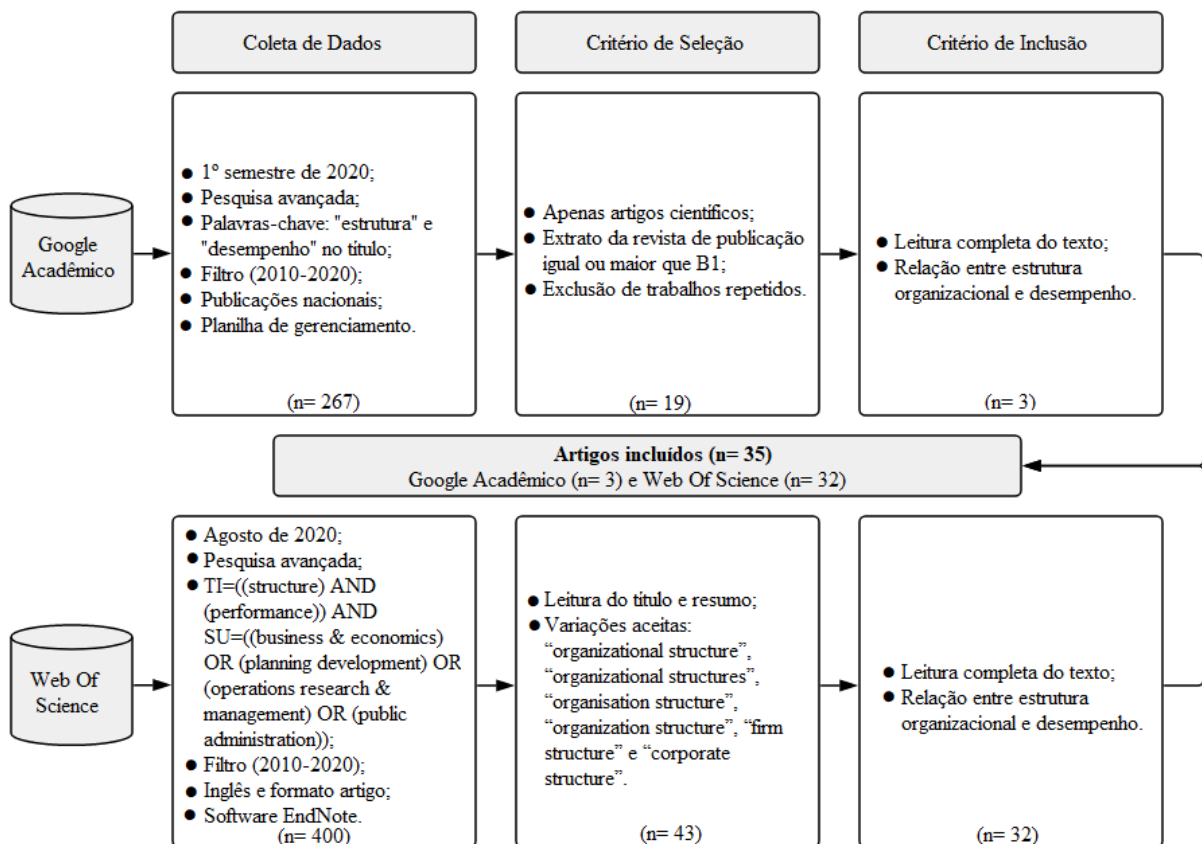 Coleta de Dados
Critério de Seleção
Critério de Inclusão
Google
Acadêmico
● 1º semestre de 2020;
● Pesquisa avançada;
● Palavras-chave: "estrutura" e
"desempenho" no título;
● Filtro (2010-2020);
● Publicações nacionais;
● Planilha de gerenciamento.
(n= 267)
● Apenas artigos científicos;
● Extrato da revista de publicação
igual ou maior que B1;
● Exclusão de trabalhos repetidos.
(n= 19)
● Leitura completa do texto;
● Relação entre estrutura
organizacional e desempenho.
(n= 3)
Artigos incluídos (n= 35)
Google Acadêmico (n= 3) e Web Of Science (n= 32)
Web Of
Science
● Agosto de 2020;
● Pesquisa avançada;
● TI=((structure) AND
(performance)) AND
SU=((business & economics)
OR (planning development) OR
(operations research &
management) OR (public
administration));
● Filtro (2010-2020);
● Inglês e formato artigo;
● Software EndNote.
(n= 400)
● Leitura do título e resumo;
● Variações aceitas:
“organizational structure”,
“organizational structures”,
“organisation structure”,
“organization structure”, “firm
structure” e “corporate
structure”.
(n= 43)
● Leitura completa do texto;
● Relação entre estrutura
organizacional e desempenho.
(n= 32)